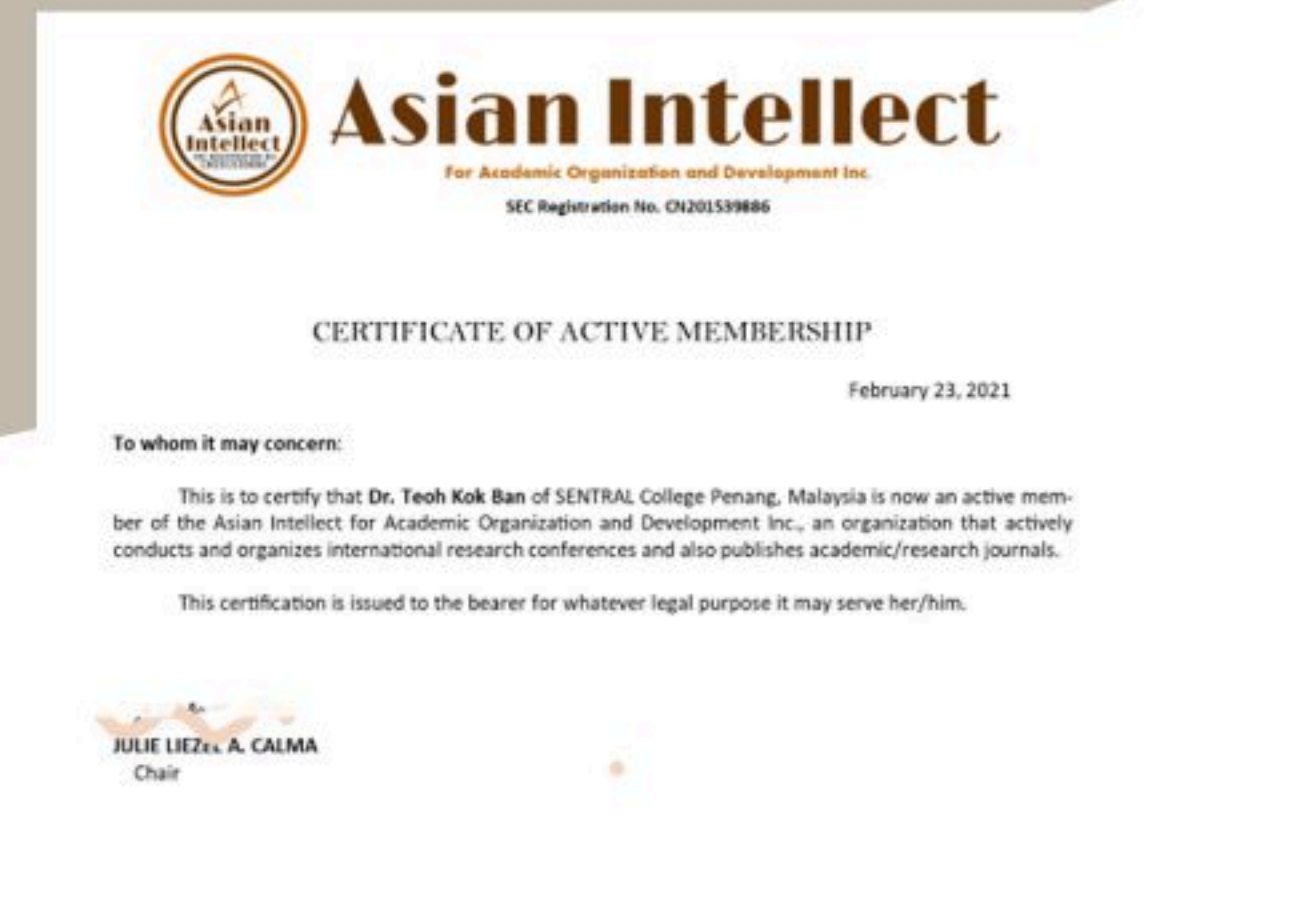 Asian
Intellect
Asian Intellect
For Academic Organization and Development Inc.
SEC Registration No. CN201539886
CERTIFICATE OF ACTIVE MEMBERSHIP
February 23, 2021
To whom it may concern:
This is to certify that Dr. Teoh Kok Ban of SENTRAL College Penang, Malaysia is now an active mem-
ber of the Asian Intellect for Academic Organization and Development Inc., an organization that actively
conducts and organizes international research conferences and also publishes academic/research journals.
This certification is issued to the bearer for whatever legal purpose it may serve her/him.
JULIE LIEZEL A. CALMA
Chair